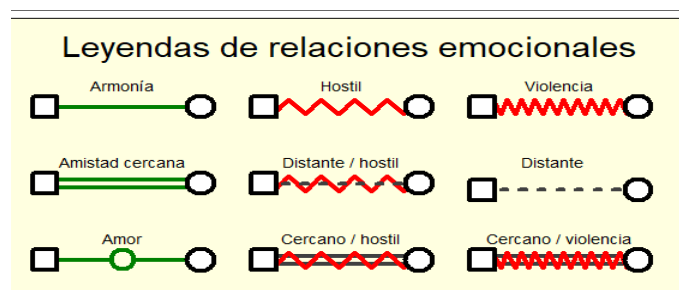 Leyendas de relaciones emocionales
Armonía
Hostil
Violencia
Amistad cercana
Distante / hostil
Distante
Amor
Cercano / hostil
Cercano / violencia